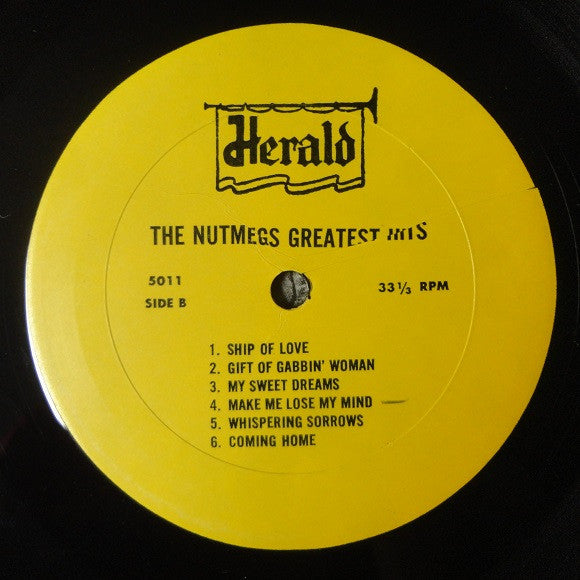 Herald
THE NUTMEGS GREATEST HITS
5011
SIDE B
33⅓ RPM
1. SHIP OF LOVE
2. GIFT OF GABBIN' WOMAN
3. MY SWEET DREAMS
4. MAKE ME LOSE MY MIND
5. WHISPERING SORROWS
6. COMING HOME